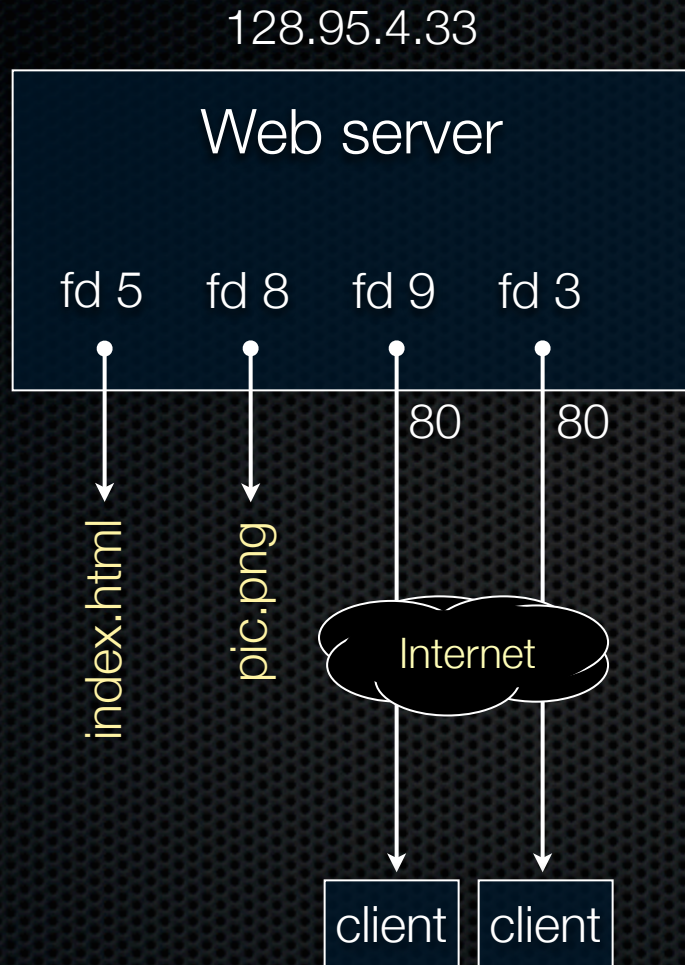 128.95.4.33
Web server
fd 5 fd 8 fd 9 fd 3
80 80
index.html
pic.png
Internet
client client